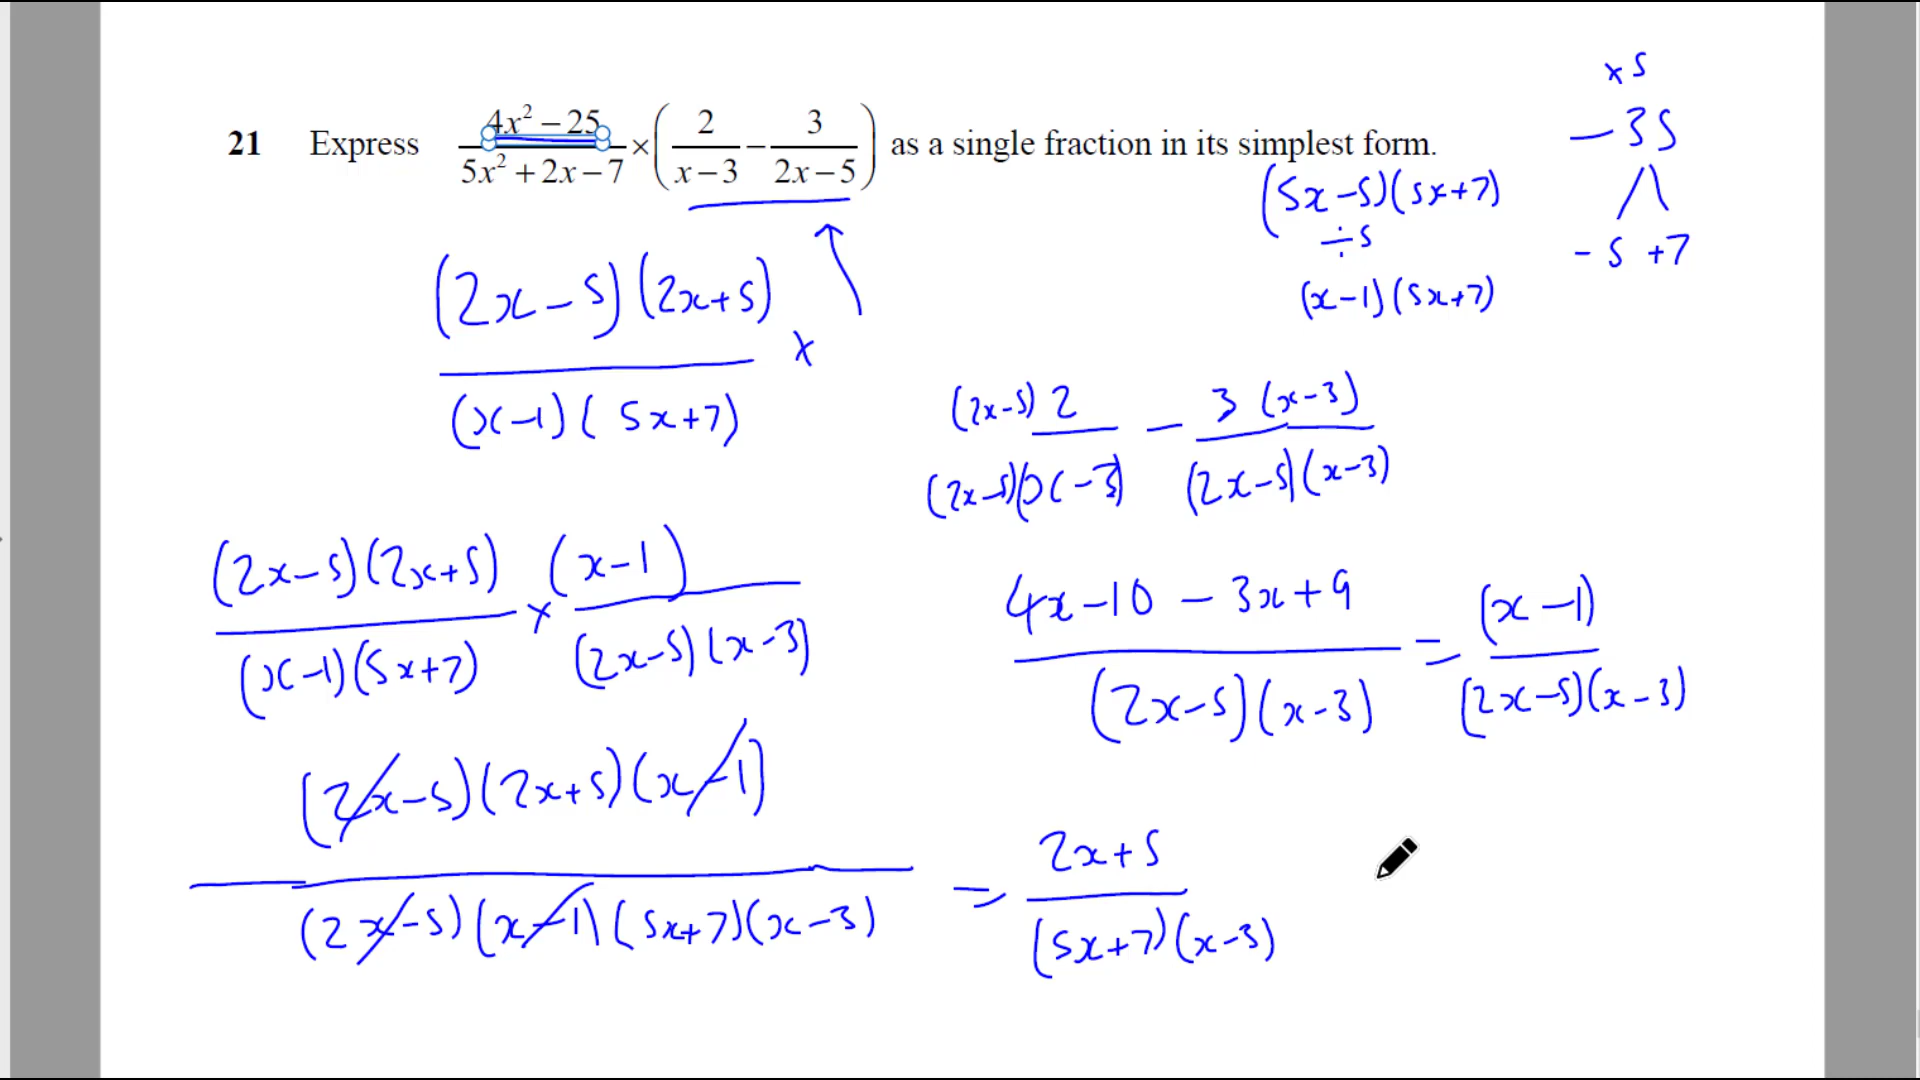 21 Express (4x² − 25)/(5x² + 2x − 7) × (2/(x − 3) − 3/(2x − 5)) as a single fraction in its simplest form.
×5
−35
−5 +7
(5x−5)(5x+7)
÷5
(x−1)(5x+7)
(2x−5)(2x+5)
×
(x−1)(5x+7)
(2x−5)2 − 3(x−3)
(2x−5)(x−3) (2x−5)(x−3)
4x−10 − 3x+9 = (x−1)
(2x−5)(x−3) (2x−5)(x−3)
(2x−5)(2x+5) × (x−1)
(x−1)(5x+7) (2x−5)(x−3)
(2x−5)(2x+5)(x−1)
(2x−5)(x−1)(5x+7)(x−3)
= 2x+5
(5x+7)(x−3)